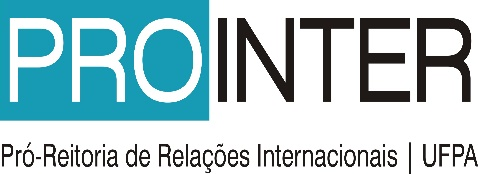 PROINTER
Pró-Reitoria de Relações Internacionais | UFPA